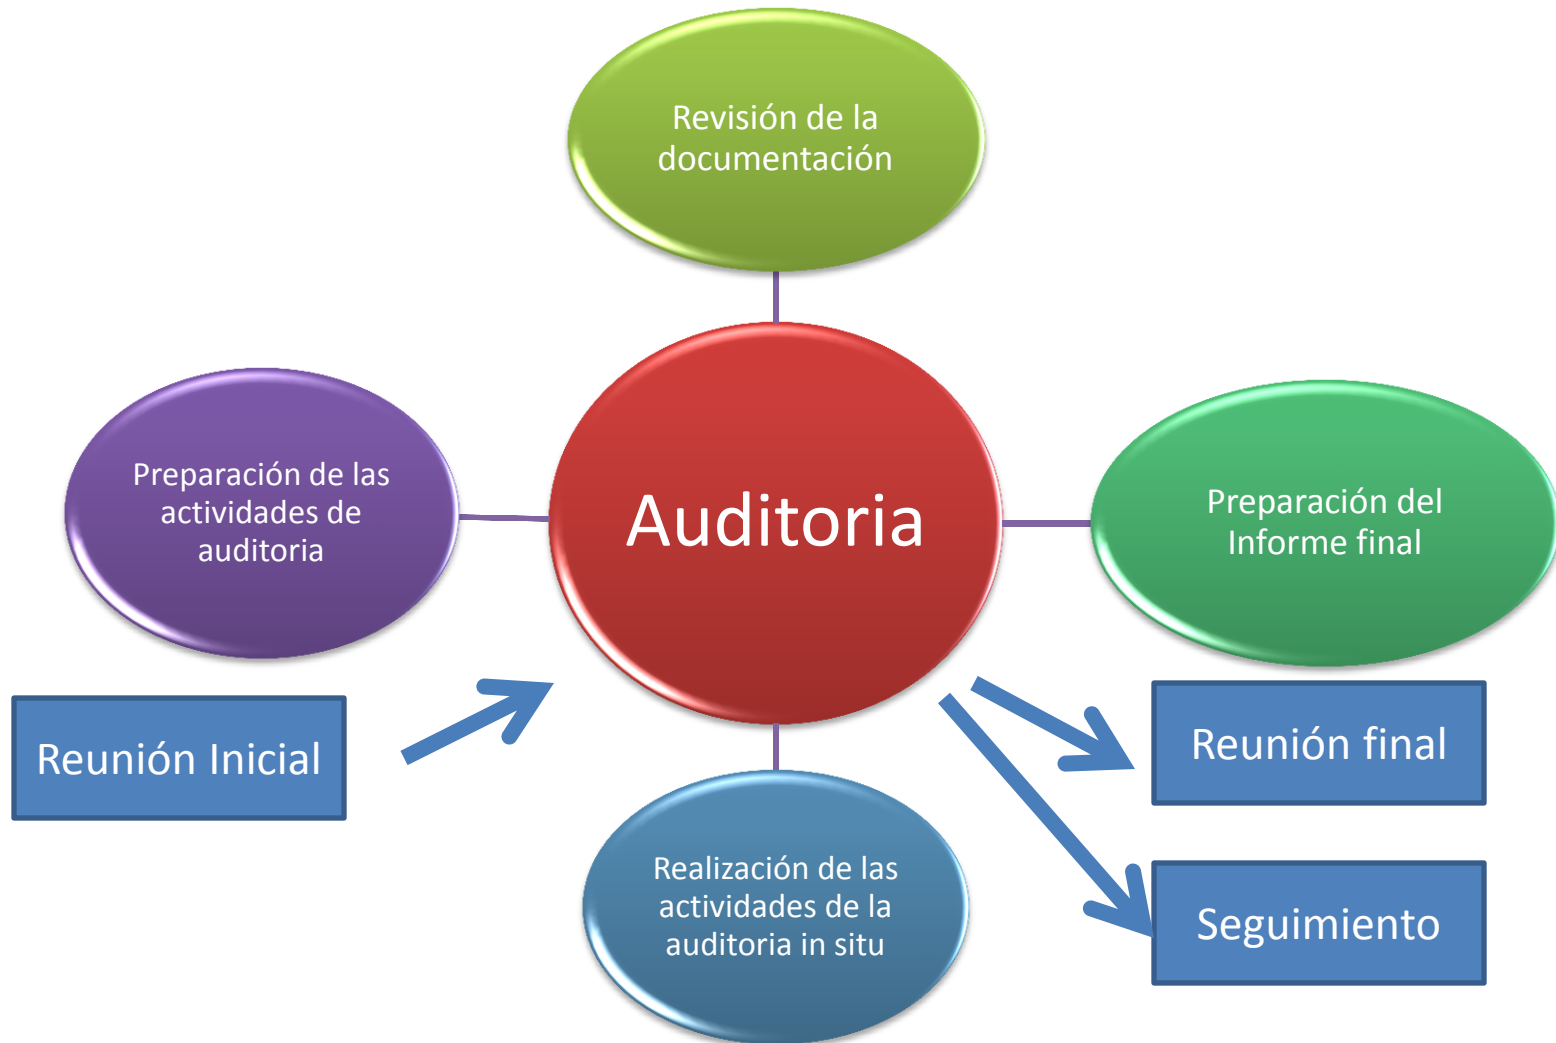 Revisión de la
documentación
Preparación de las
actividades de
auditoria
Auditoria
Preparación del
Informe final
Reunión Inicial
Reunión final
Realización de las
actividades de la
auditoria in situ
Seguimiento